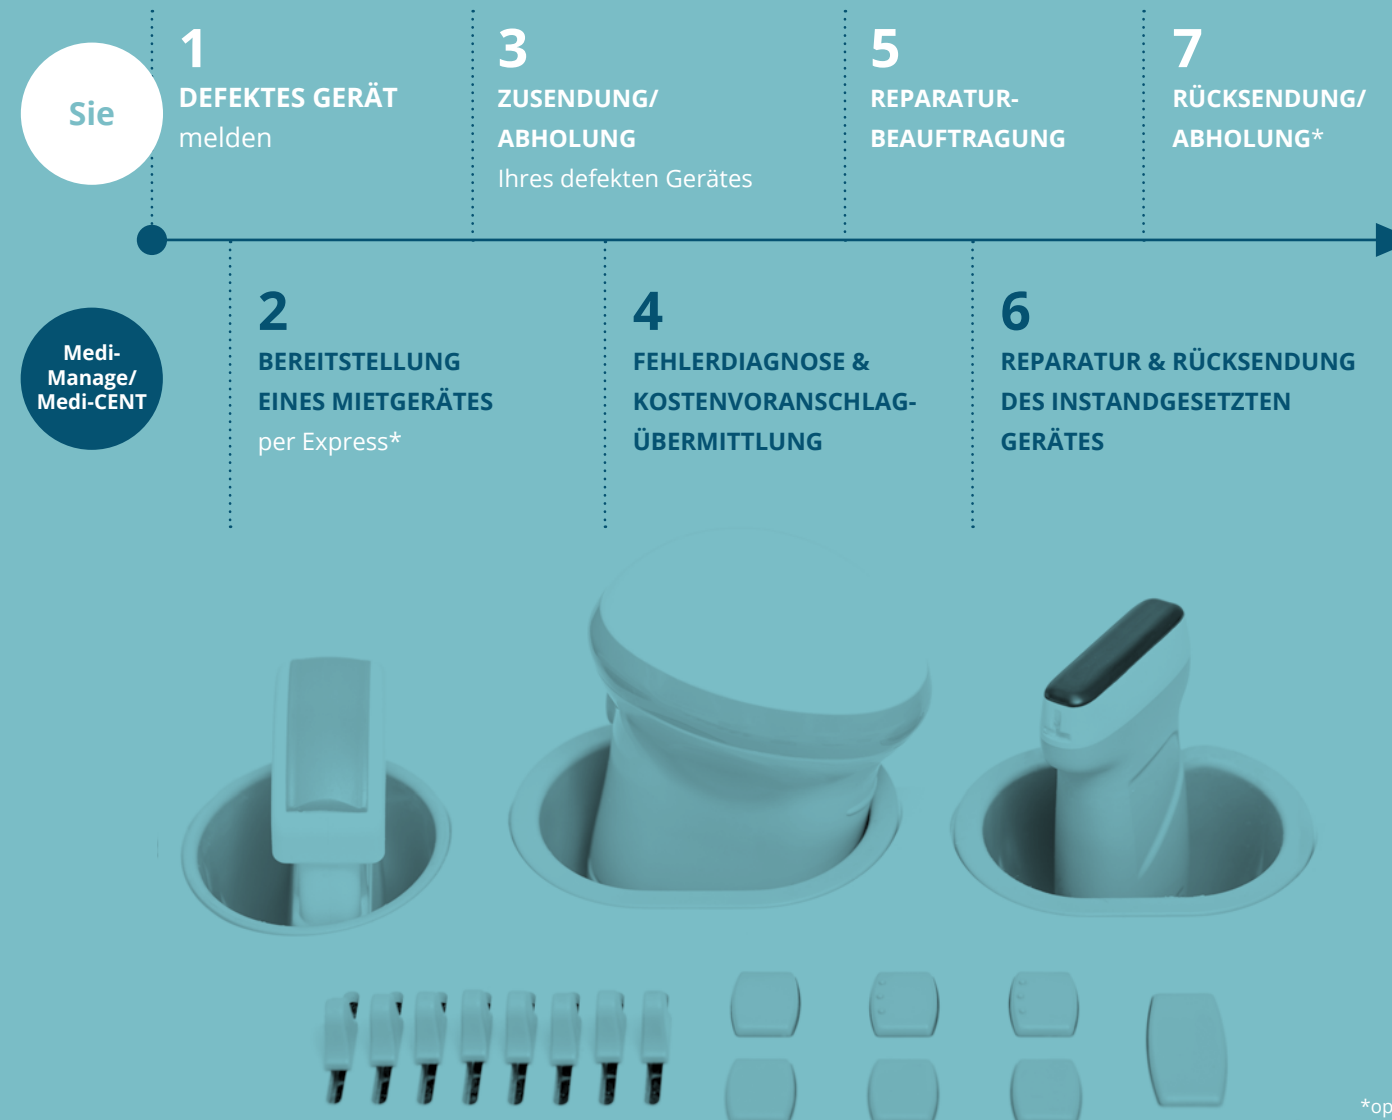 Sie
1
DEFEKTES GERÄT
melden
3
ZUSENDUNG/
ABHOLUNG
Ihres defekten Gerätes
5
REPARATUR-
BEAUFTRAGUNG
7
RÜCKSENDUNG/
ABHOLUNG*
Medi-
Manage/
Medi-CENT
2
BEREITSTELLUNG
EINES MIETGERÄTES
per Express*
4
FEHLERDIAGNOSE &
KOSTENVORANSCHLAG-
ÜBERMITTLUNG
6
REPARATUR & RÜCKSENDUNG
DES INSTANDGESETZTEN
GERÄTES